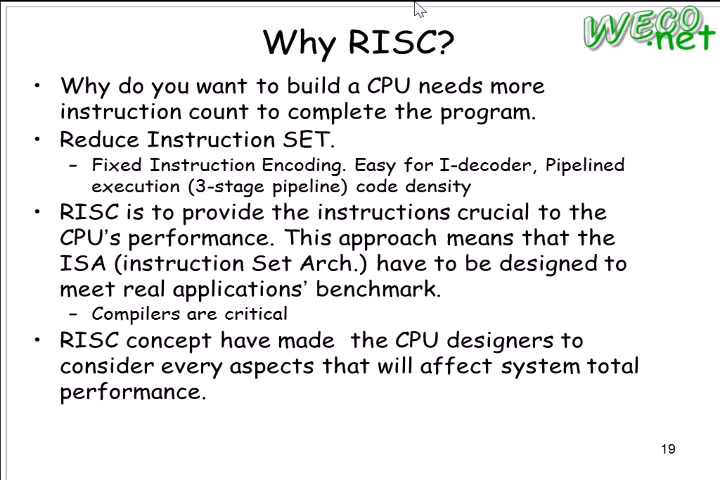 WECO
.net
Why RISC?
• Why do you want to build a CPU needs more
instruction count to complete the program.
• Reduce Instruction SET.
– Fixed Instruction Encoding. Easy for I-decoder, Pipelined
execution (3-stage pipeline) code density
• RISC is to provide the instructions crucial to the
CPU’s performance. This approach means that the
ISA (instruction Set Arch.) have to be designed to
meet real applications’ benchmark.
– Compilers are critical
• RISC concept have made  the CPU designers to
consider every aspects that will affect system total
performance.
19